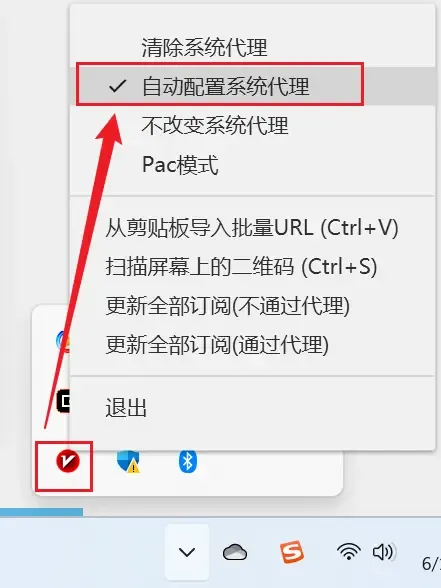 清除系统代理
自动配置系统代理
不改变系统代理
Pac模式
从剪贴板导入批量URL (Ctrl+V)
扫描屏幕上的二维码 (Ctrl+S)
更新全部订阅(不通过代理)
更新全部订阅(通过代理)
退出